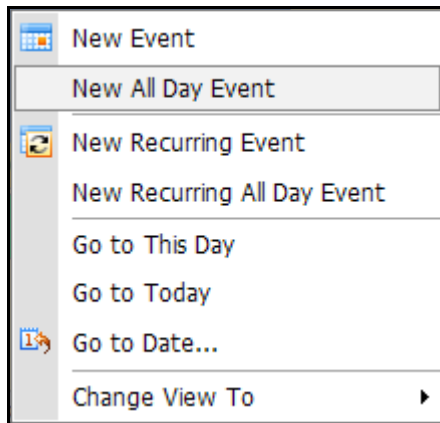 New Event
New All Day Event
New Recurring Event
New Recurring All Day Event
Go to This Day
Go to Today
Go to Date...
Change View To